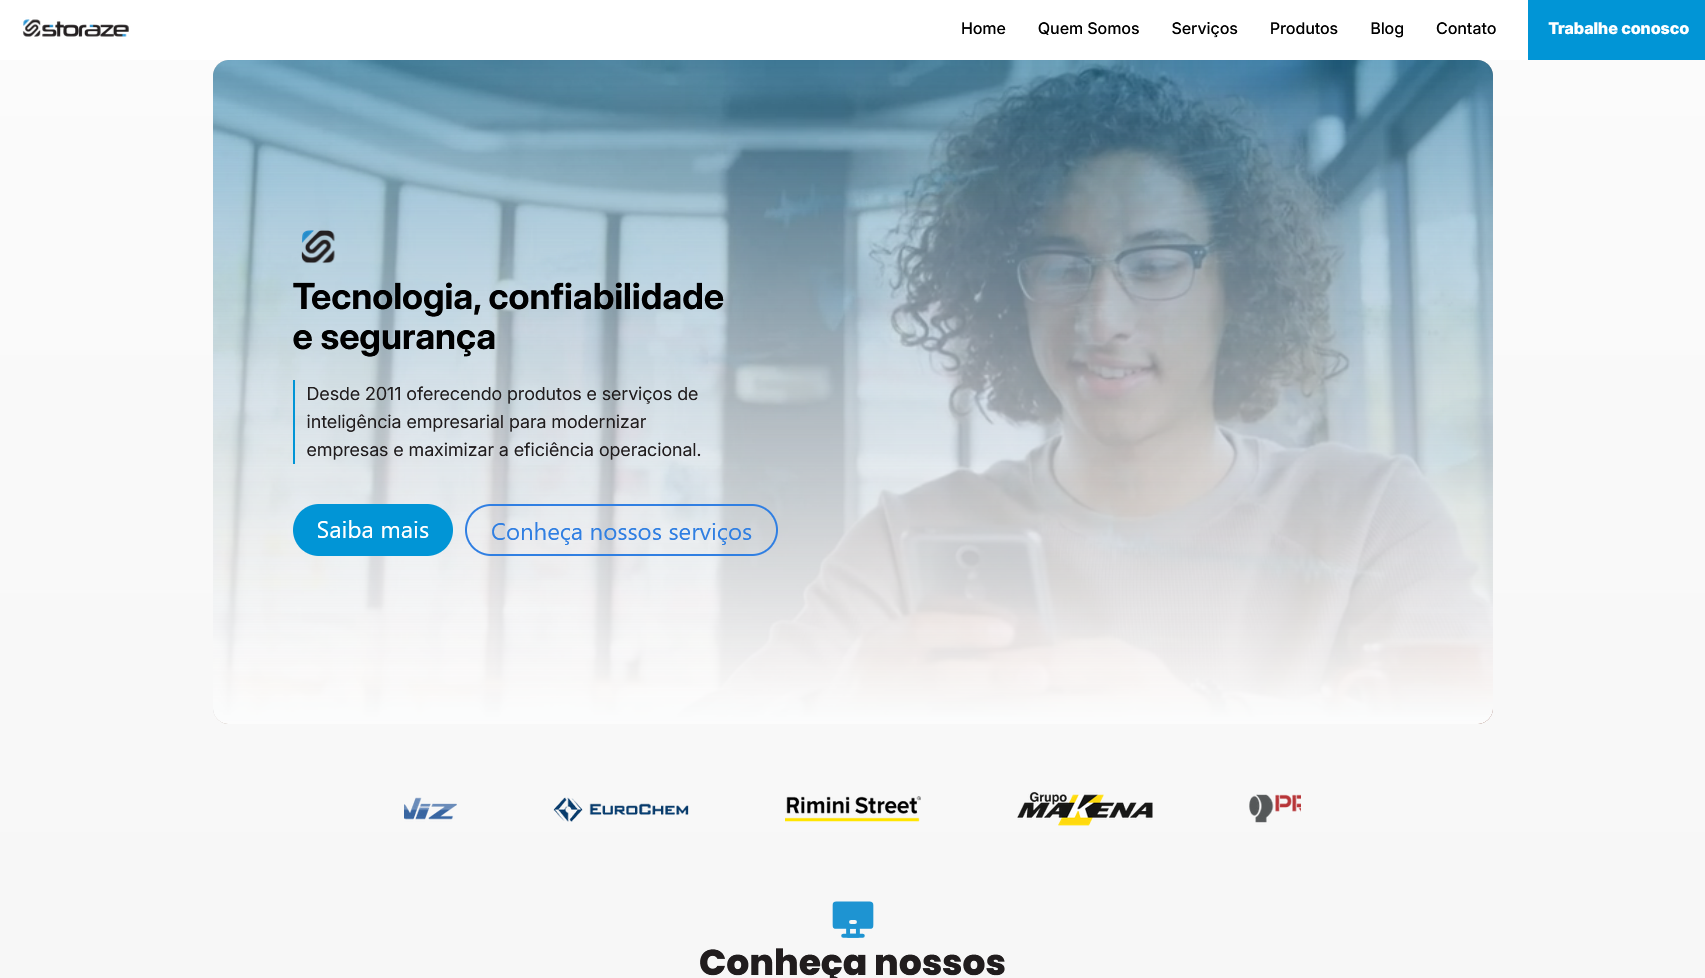 storaze
Home
Quem Somos
Serviços
Produtos
Blog
Contato
Trabalhe conosco
Tecnologia, confiabilidade
e segurança
Desde 2011 oferecendo produtos e serviços de
inteligência empresarial para modernizar
empresas e maximizar a eficiência operacional.
Saiba mais
Conheça nossos serviços
EUROCHEM
Rimini Street®
Grupo
MAKENA
Conheça nossos